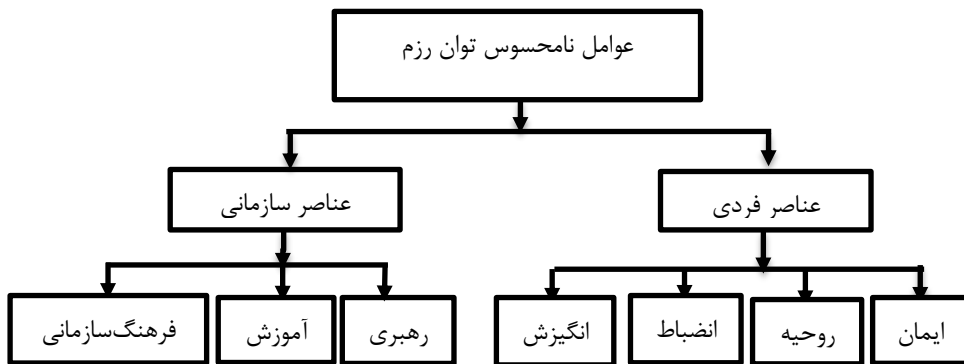 عوامل نامحسوس توان رزم
عناصر فردی
عناصر سازمانی
ایمان
روحیه
انضباط
انگیزش
رهبری
آموزش
فرهنگ‌سازمانی